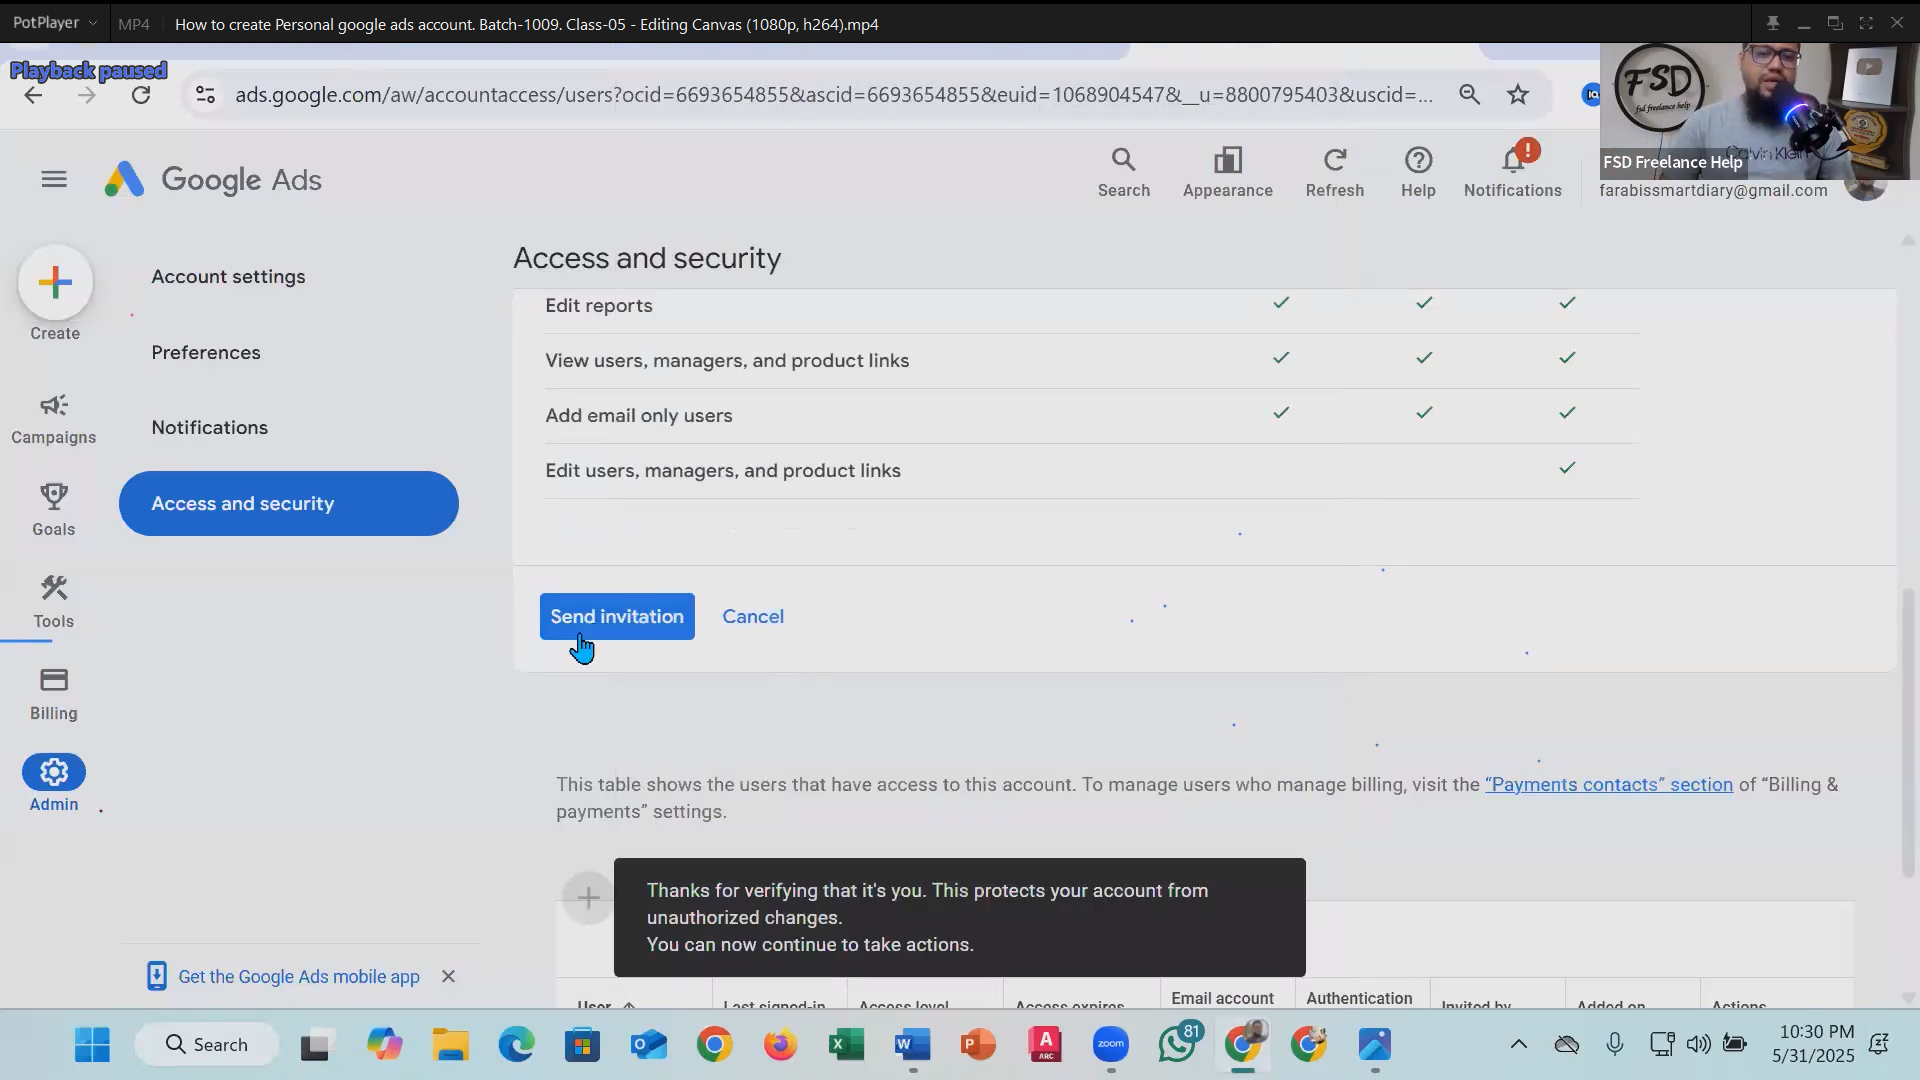 PotPlayer
MP4
How to create Personal google ads account. Batch-1009. Class-05 - Editing Canvas (1080p, h264).mp4
Playback paused
ads.google.com/aw/accountaccess/users?ocid=6693654855&ascid=6693654855&euid=1068904547&__u=8800795403&uscid=...
FSD
fsd freelance help
Calvin Klein
FSD Freelance Help
Google Ads
Search
Appearance
Refresh
Help
Notifications
farabissmartdiary@gmail.com
Create
Campaigns
Goals
Tools
Billing
Admin
Account settings
Preferences
Notifications
Access and security
Get the Google Ads mobile app
Access and security
Edit reports
View users, managers, and product links
Add email only users
Edit users, managers, and product links
Send invitation
Cancel
This table shows the users that have access to this account. To manage users who manage billing, visit the “Payments contacts” section of “Billing &
payments” settings.
Thanks for verifying that it's you. This protects your account from
unauthorized changes.
You can now continue to take actions.
User
Last signed-in
Access level
Access expires
Email account
Authentication
Invited by
Added on
Actions
Search
81
zoom
10:30 PM
5/31/2025